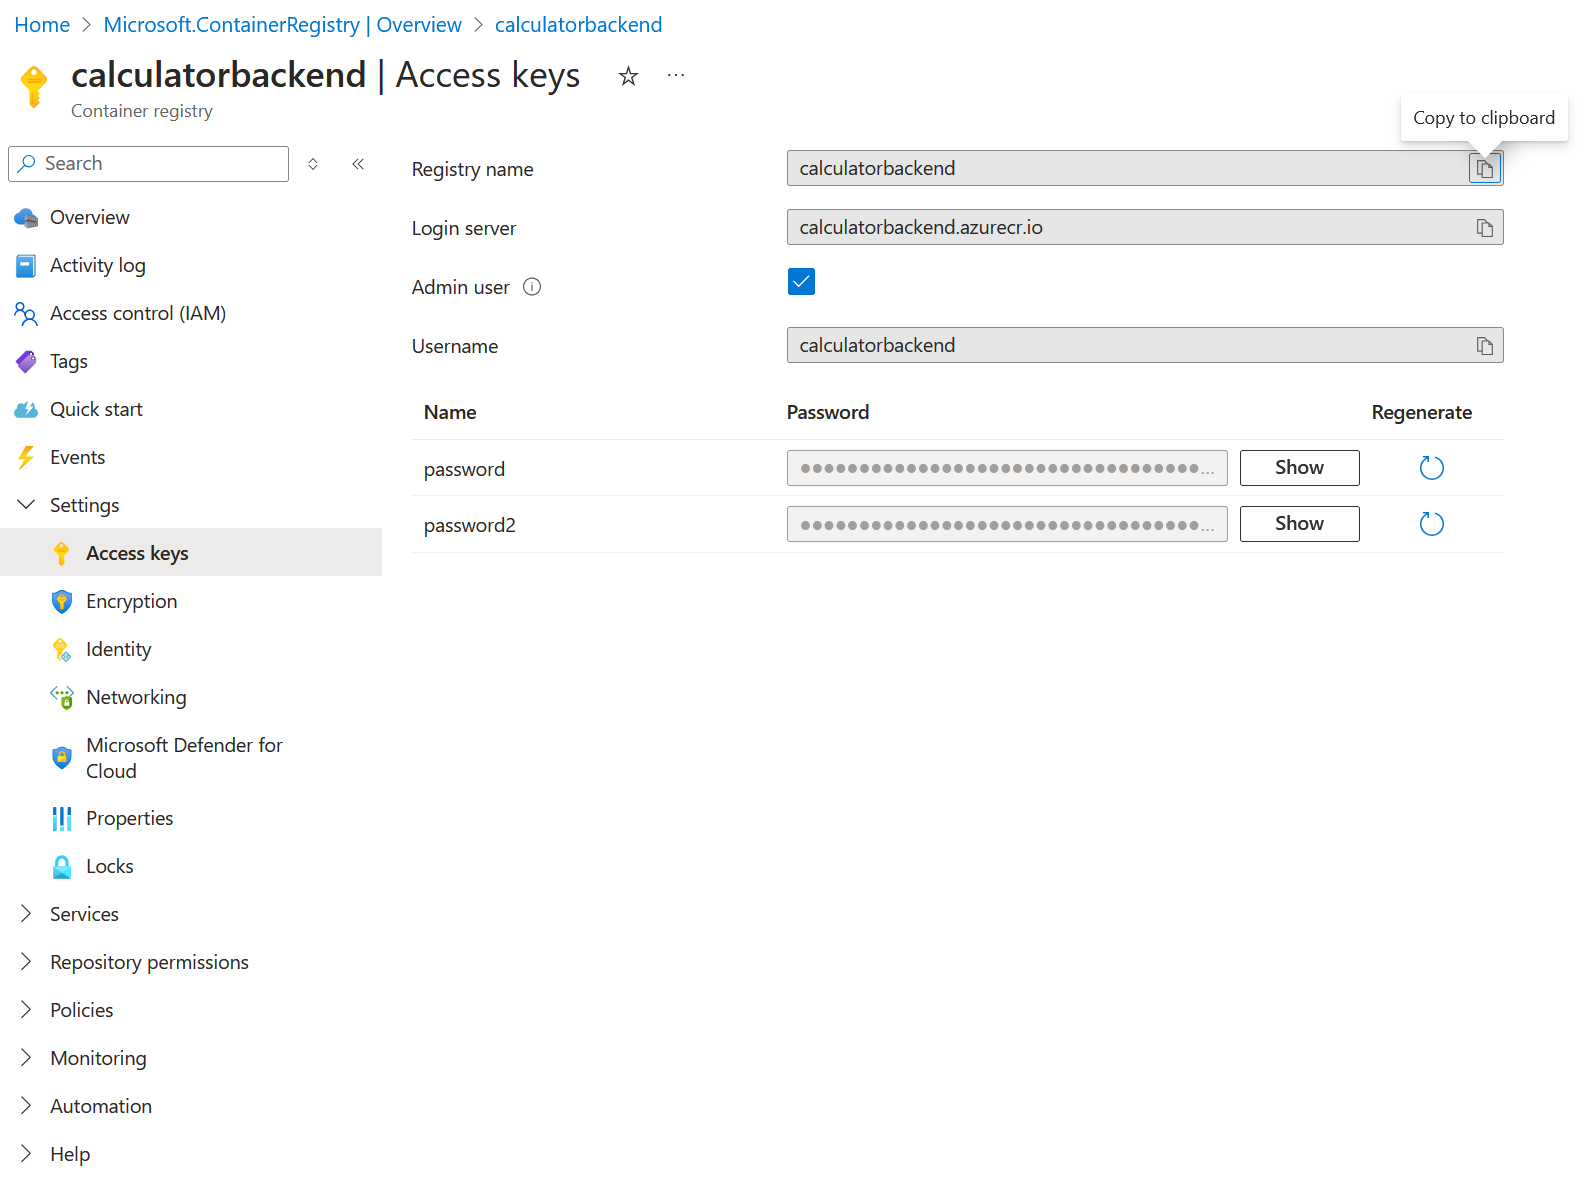 Home > Microsoft.ContainerRegistry | Overview > calculatorbackend
calculatorbackend | Access keys
Container registry
Copy to clipboard
Search
Overview
Activity log
Access control (IAM)
Tags
Quick start
Events
Settings
Access keys
Encryption
Identity
Networking
Microsoft Defender for
Cloud
Properties
Locks
Services
Repository permissions
Policies
Monitoring
Automation
Help
Registry name
calculatorbackend
Login server
calculatorbackend.azurecr.io
Admin user
Username
calculatorbackend
Name Password Regenerate
password Show
password2 Show